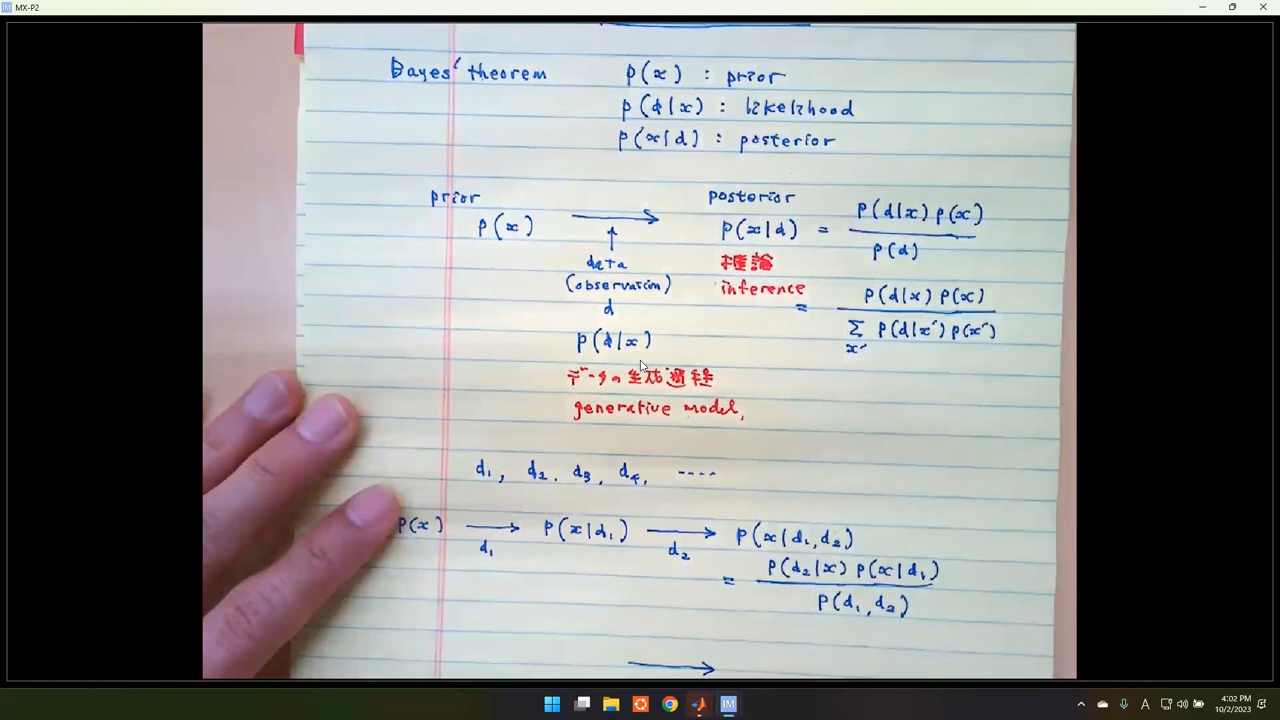 MX-P2
Bayes' theorem p(x) : prior
p(d|x) : likelihood
p(x|d) : posterior
prior
p(x)
data
(observation)
d
p(d|x)
データの生成過程
generative model,
posterior
p(x|d) = p(d|x) p(x) / p(d)
推論
inference
= p(d|x) p(x) / Σx' p(d|x') p(x')
d1, d2. d3, d4, ----
p(x) → p(x|d1) → p(x|d1,d2)
d1 d2
= p(d2|x) p(x|d1) / p(d1,d2)
→
A
4:02 PM
10/2/2023